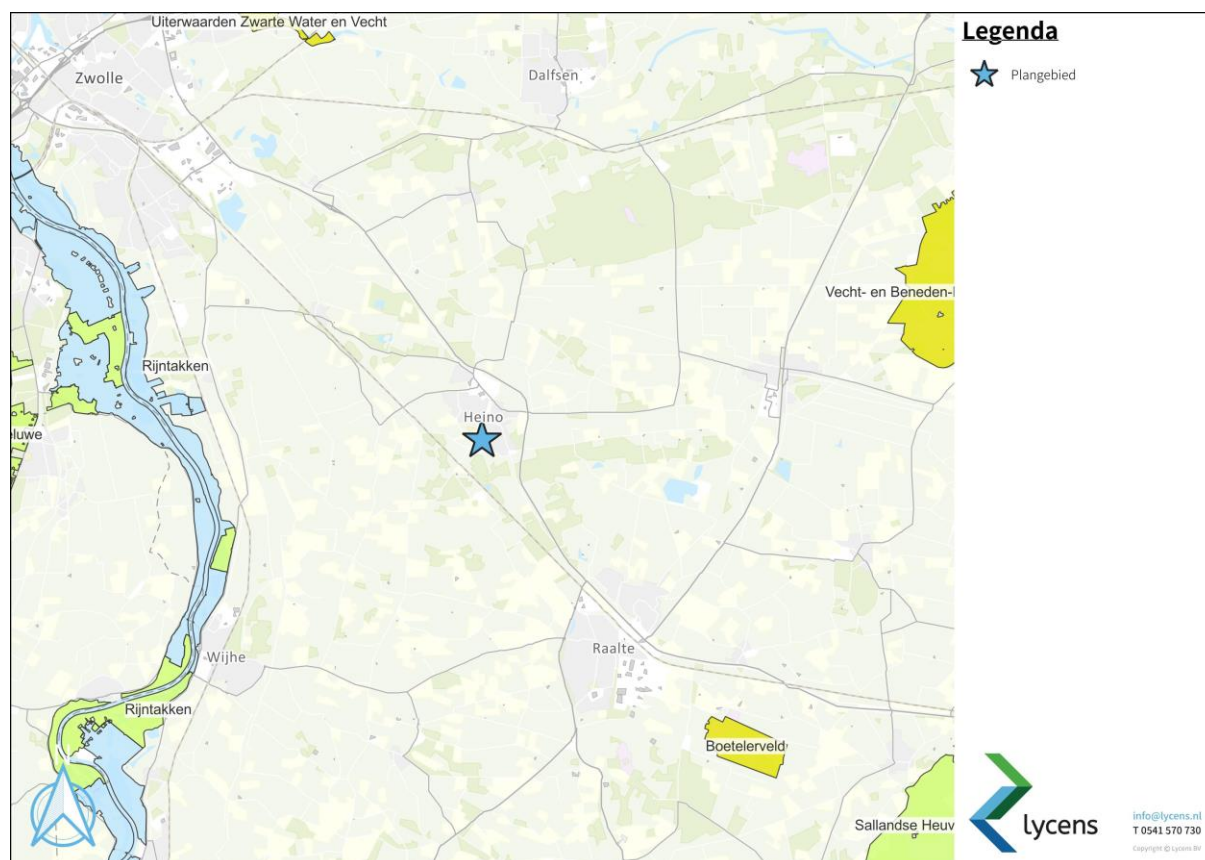 Uiterwaarden Zwarte Water en Vecht
Zwolle
Dalfsen
Vecht- en Beneden-
Rijntakken
Heino
eluwe
Wijhe
Raalte
Rijntakken
Boetelerveld
Sallandse Heuv
Legenda
Plangebied
lycens
info@lycens.nl
T 0541 570 730
Copyright © Lycens BV